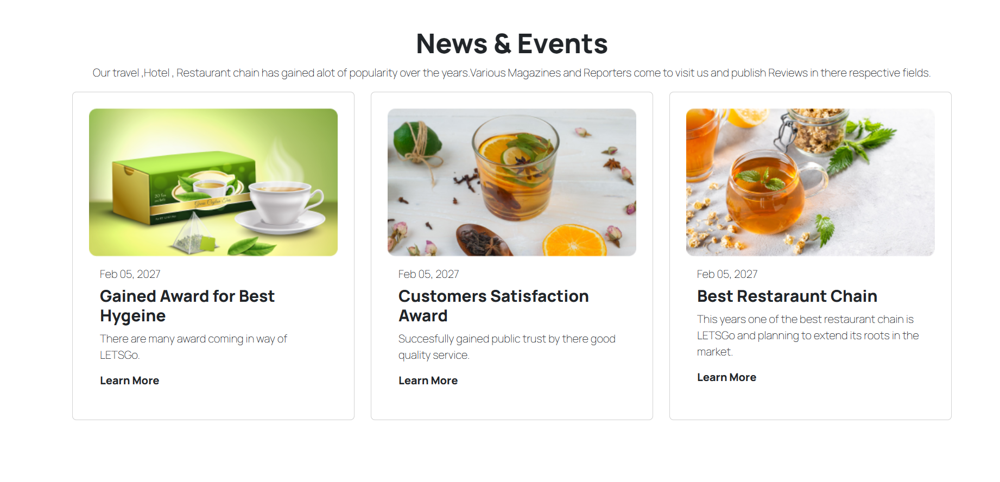 News & Events
Our travel ,Hotel , Restaurant chain has gained alot of popularity over the years.Various Magazines and Reporters come to visit us and publish Reviews in there respective fields.
20 Tea
sachets
Green Ceylon Tea
Feb 05, 2027
Gained Award for Best
Hygeine
There are many award coming in way of
LETSGo.
Learn More
Feb 05, 2027
Customers Satisfaction
Award
Succesfully gained public trust by there good
quality service.
Learn More
Feb 05, 2027
Best Restaraunt Chain
This years one of the best restaurant chain is
LETSGo and planning to extend its roots in the
market.
Learn More